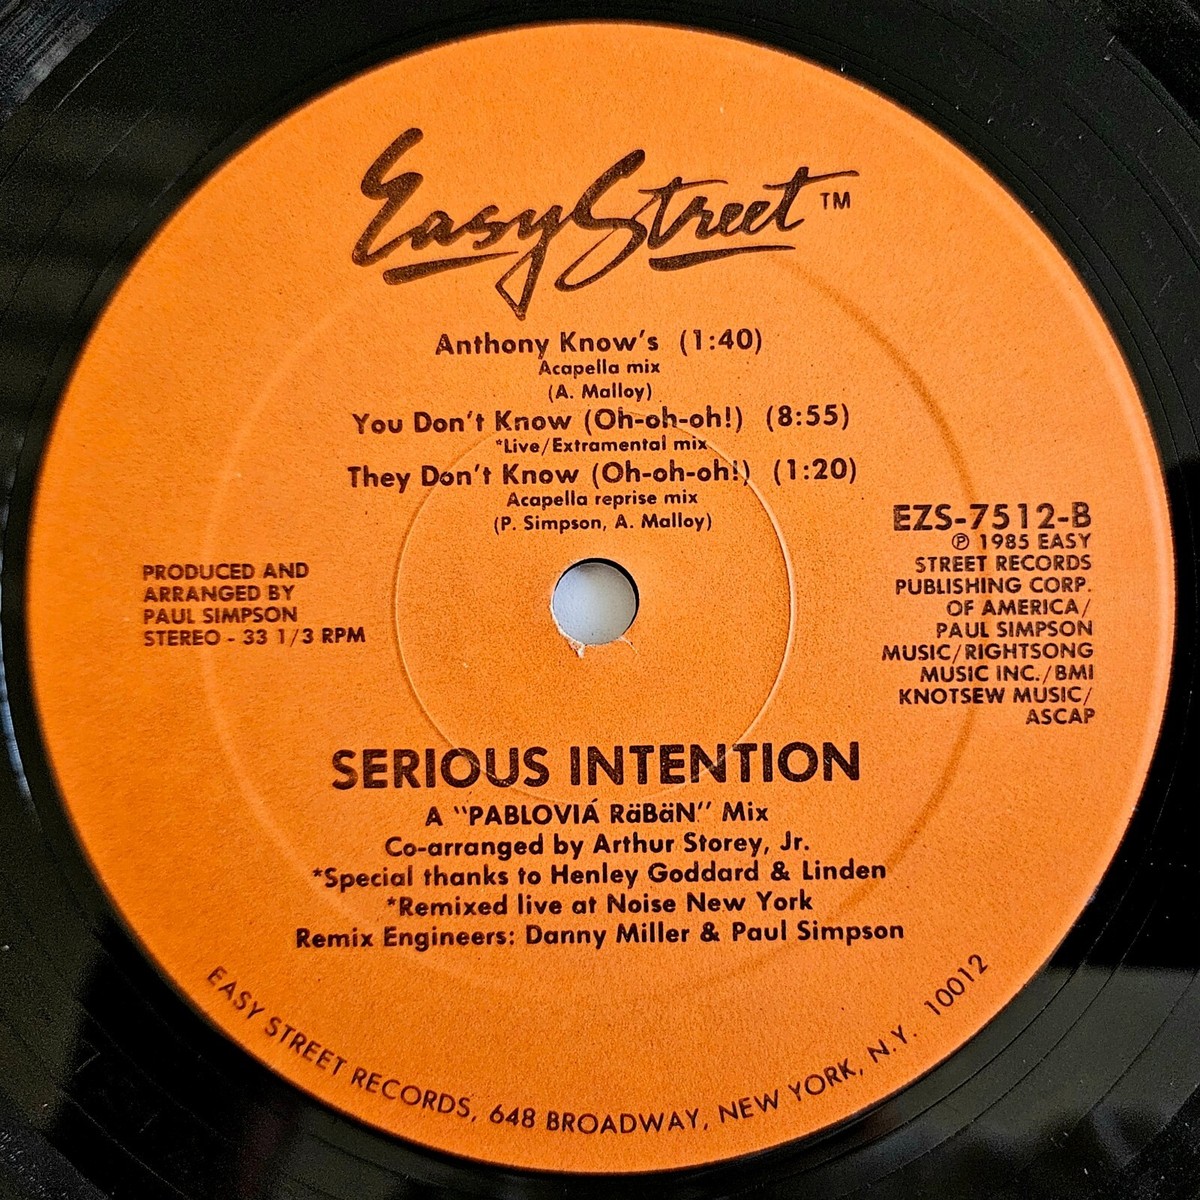 Easy Street™
Anthony Know's (1:40)
Acapella mix
(A. Malloy)
You Don't Know (Oh-oh-oh!) (8:55)
*Live/Extramental mix
They Don't Know (Oh-oh-oh!) (1:20)
Acapella reprise mix
(P. Simpson, A. Malloy)
EZS-7512-B
℗ 1985 EASY
STREET RECORDS
PUBLISHING CORP.
OF AMERICA/
PAUL SIMPSON
MUSIC/RIGHTSONG
MUSIC INC./BMI
KNOTSEW MUSIC/
ASCAP
PRODUCED AND
ARRANGED BY
PAUL SIMPSON
STEREO - 33 1/3 RPM
SERIOUS INTENTION
A "PABLOVIÁ RäBäN" Mix
Co-arranged by Arthur Storey, Jr.
*Special thanks to Henley Goddard & Linden
*Remixed live at Noise New York
Remix Engineers: Danny Miller & Paul Simpson
EASY STREET RECORDS, 648 BROADWAY, NEW YORK, N.Y. 10012